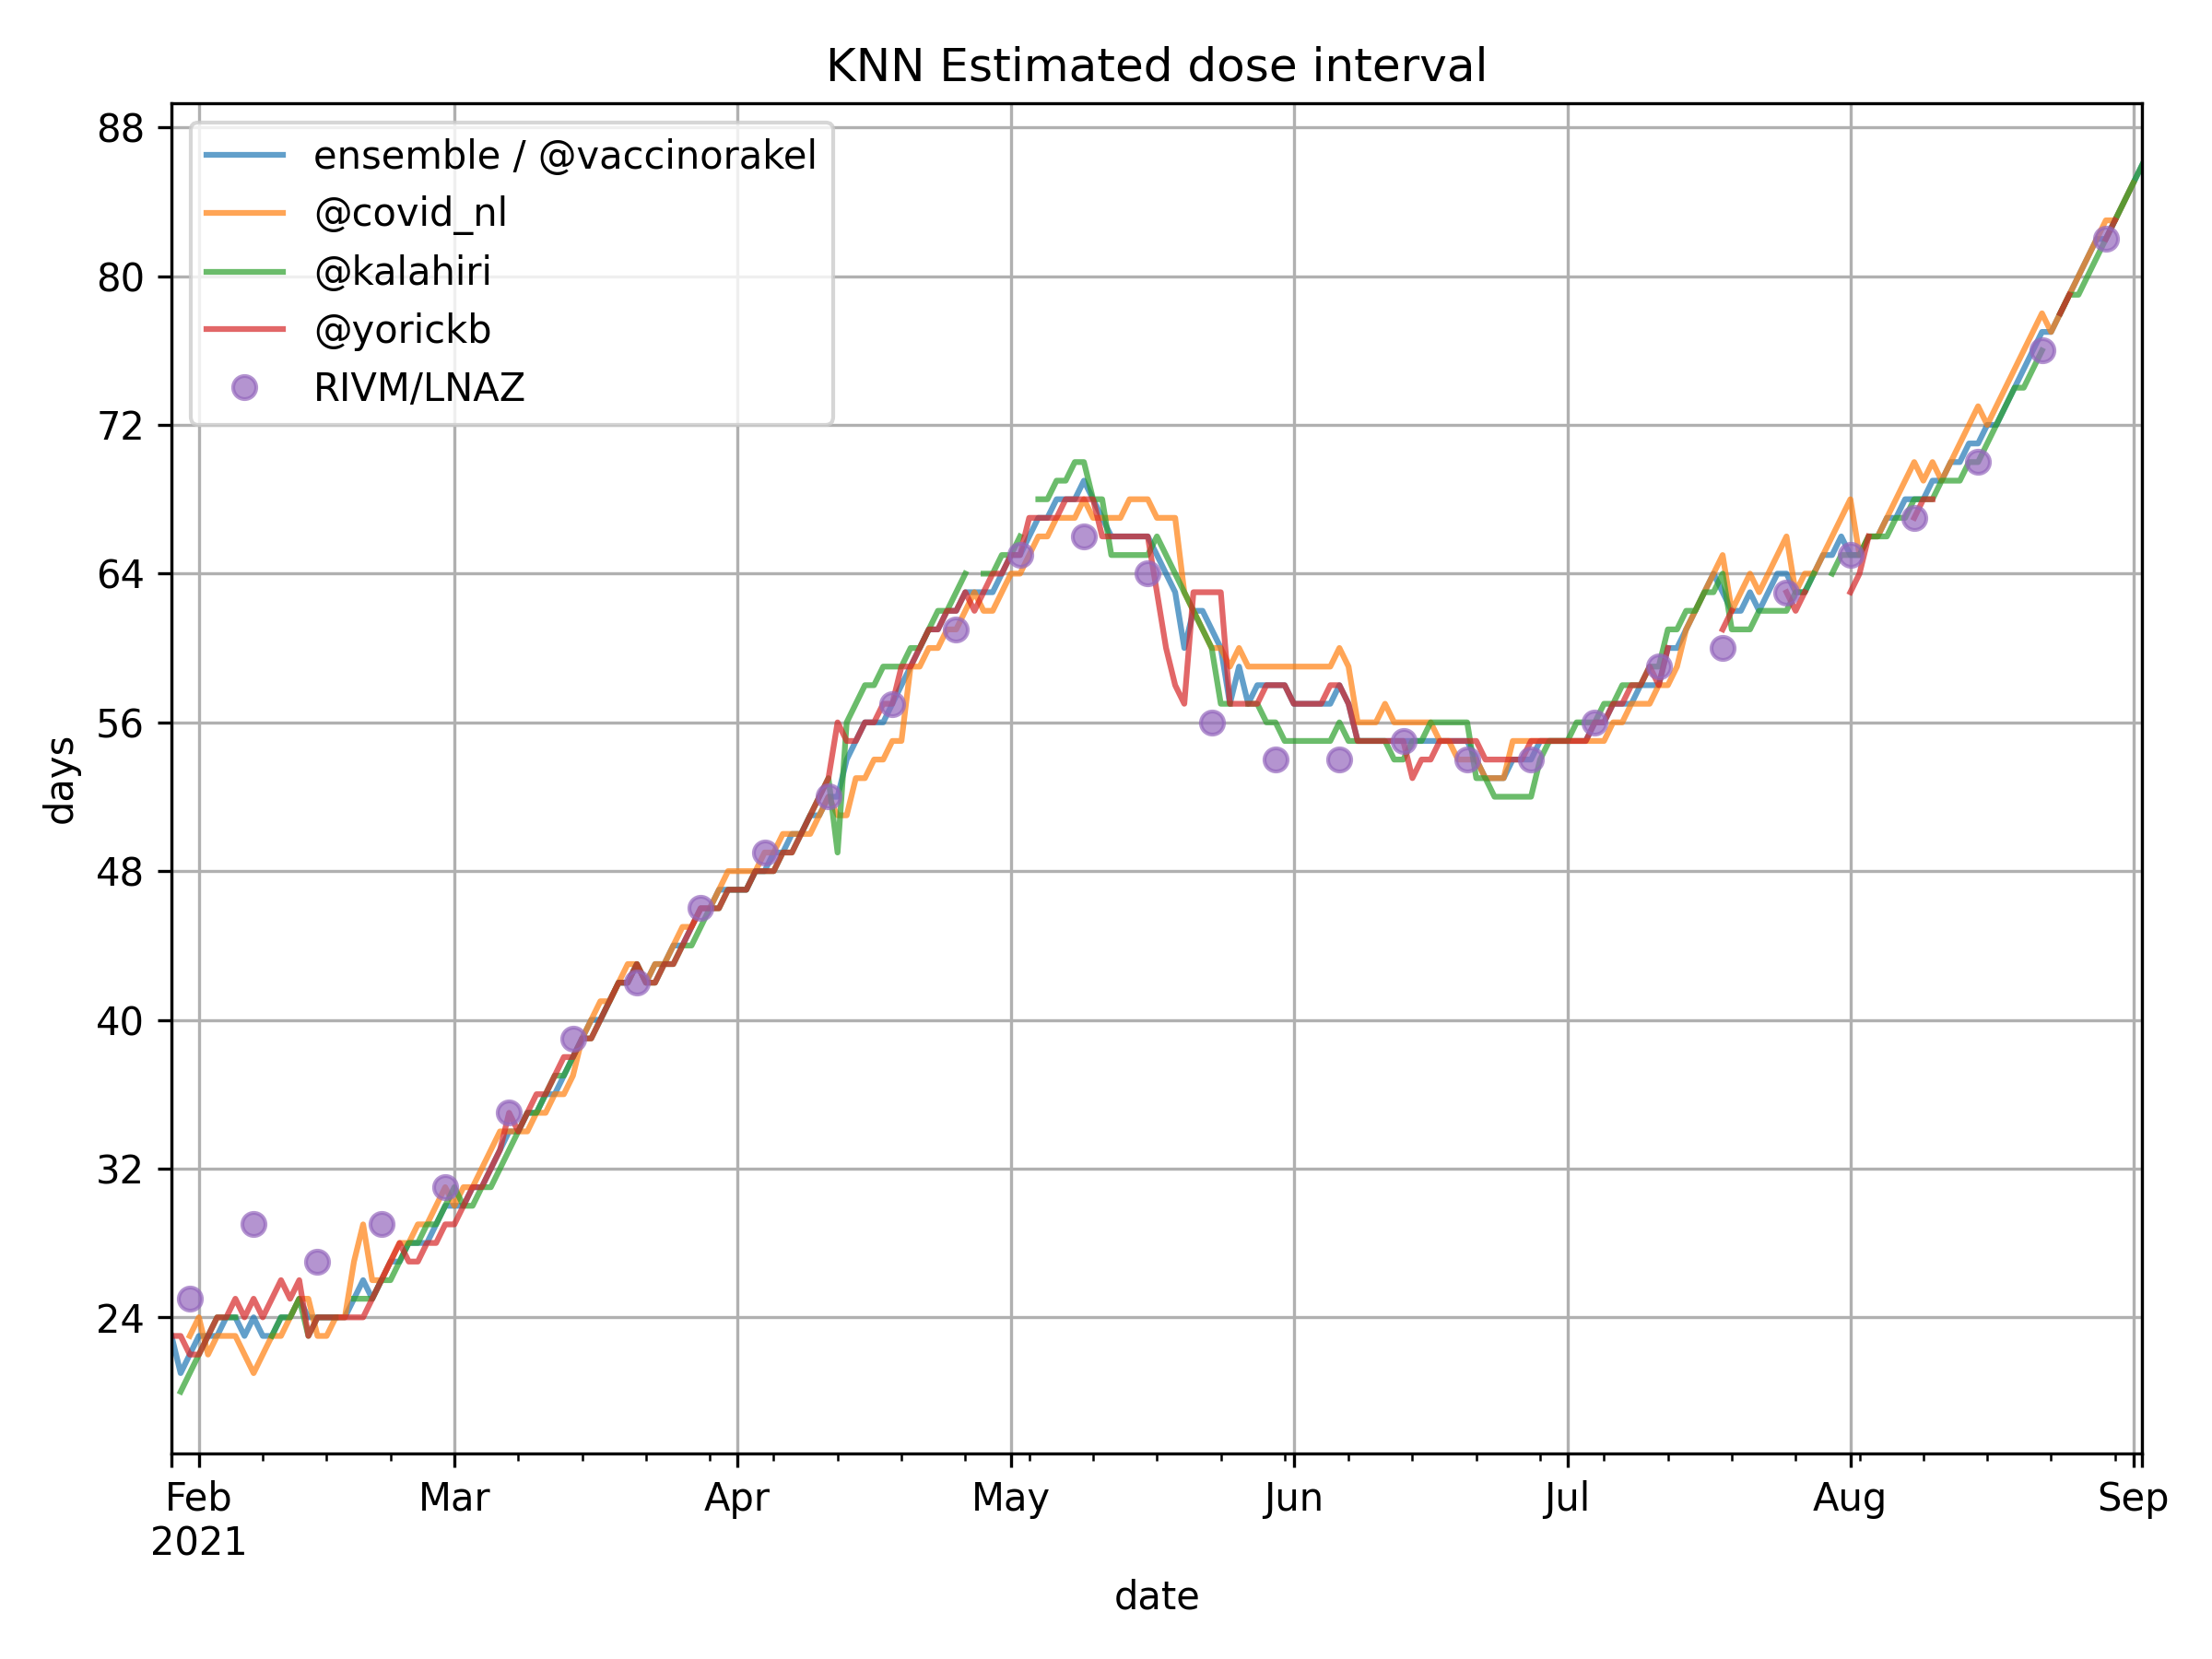 KNN Estimated dose interval
88
80
72
64
56
48
40
32
24
days
ensemble / @vaccinorakel
@covid_nl
@kalahiri
@yorickb
RIVM/LNAZ
Feb Mar Apr May Jun Jul Aug Sep
2021
date